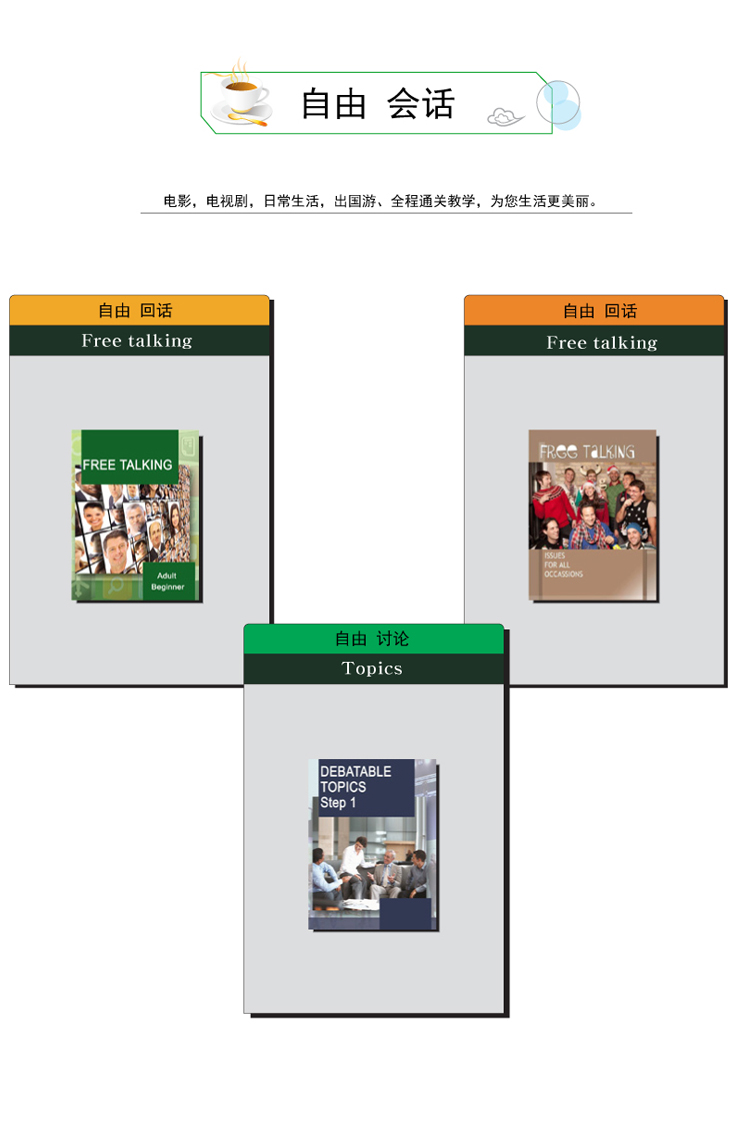 自由 会话
电影，电视剧，日常生活，出国游、全程通关教学，为您生活更美丽。
自由 回话
Free talking
FREE TALKING
Adult
Beginner
自由 回话
Free talking
FREE TALKING
ISSUES
FOR ALL
OCCASSIONS
自由 讨论
Topics
DEBATABLE
TOPICS
Step 1